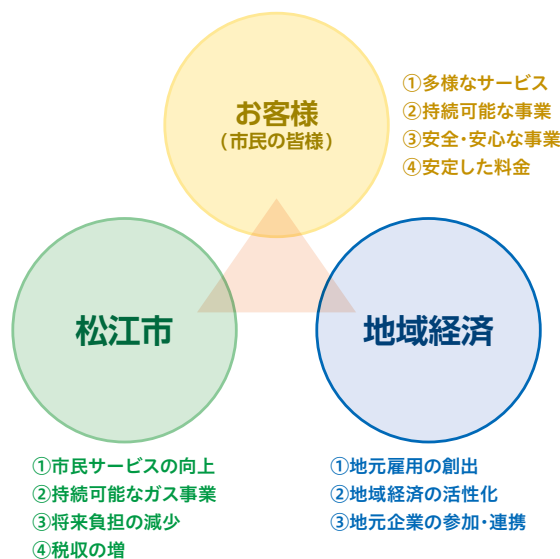 お客様
(市民の皆様)
①多様なサービス
②持続可能な事業
③安全・安心な事業
④安定した料金
松江市
①市民サービスの向上
②持続可能なガス事業
③将来負担の減少
④税収の増
地域経済
①地元雇用の創出
②地域経済の活性化
③地元企業の参加・連携